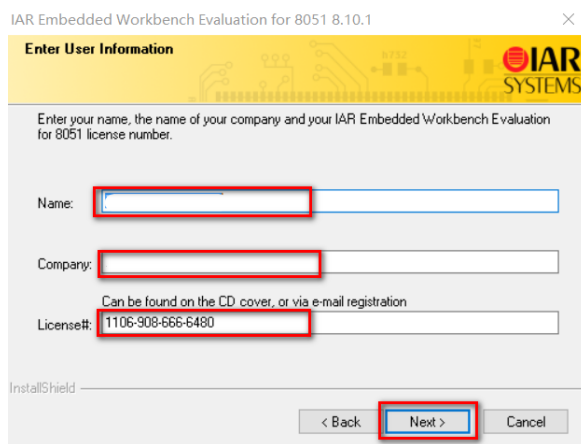 IAR Embedded Workbench Evaluation for 8051 8.10.1
Enter User Information
IAR
SYSTEMS
Enter your name, the name of your company and your IAR Embedded Workbench Evaluation
for 8051 license number.
Name:
Company:
Can be found on the CD cover, or via e-mail registration
License#: 1106-908-666-6480
InstallShield
< Back Next > Cancel